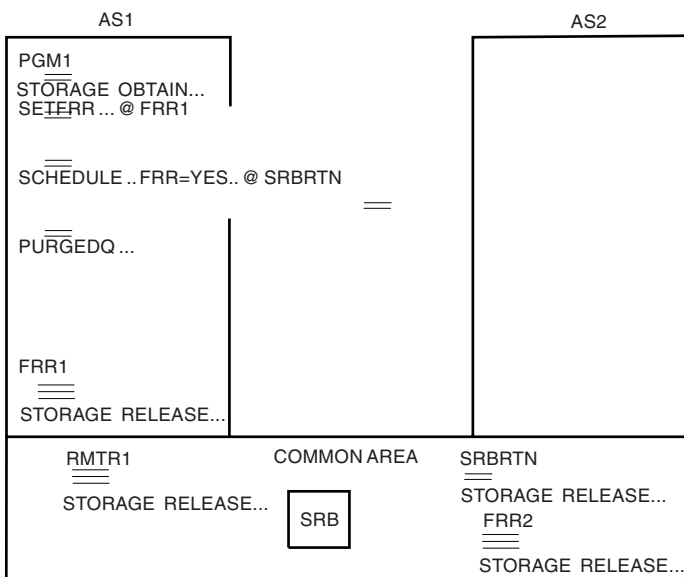 AS1
AS2
PGM1
STORAGE OBTAIN...
SETFRR ... @ FRR1
SCHEDULE .. FRR=YES.. @ SRBRTN
PURGEDQ ...
FRR1
STORAGE RELEASE...
RMTR1
STORAGE RELEASE...
COMMON AREA
SRB
SRBRTN
STORAGE RELEASE...
FRR2
STORAGE RELEASE...